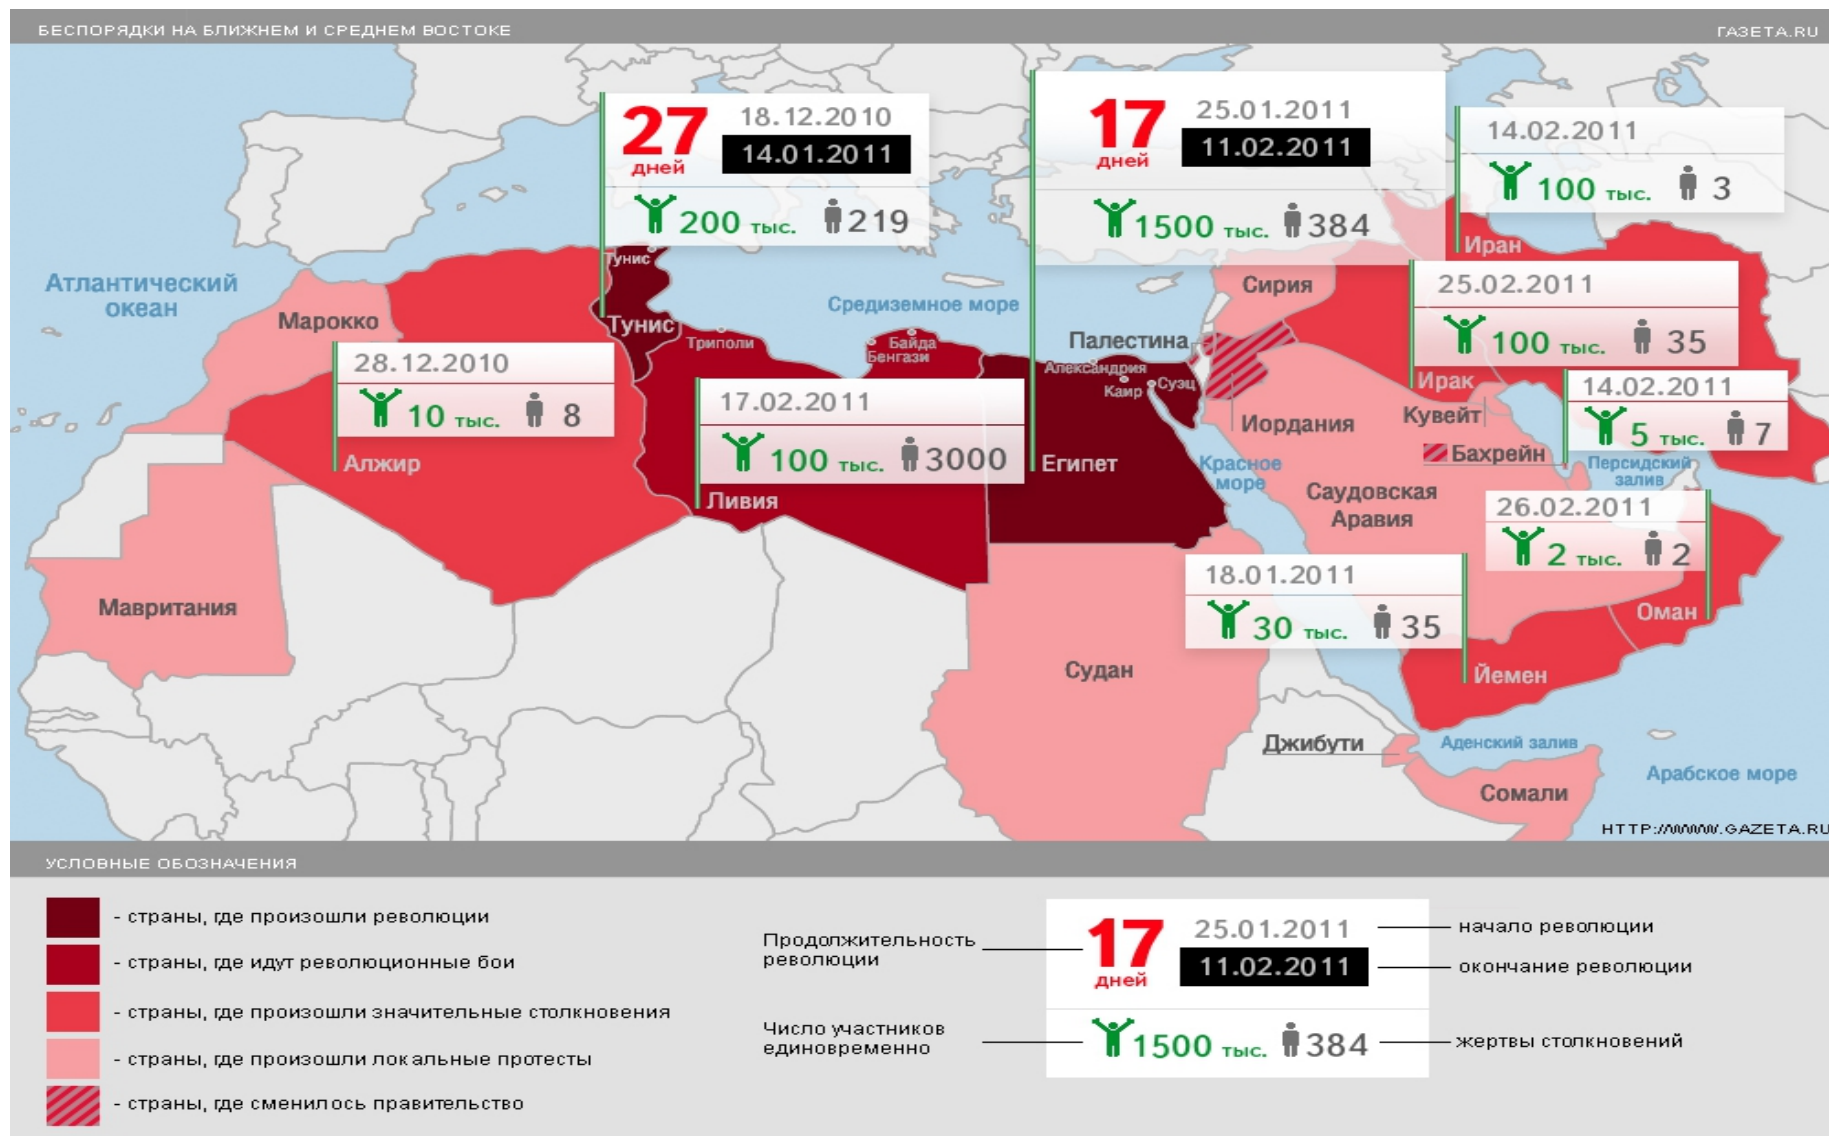 БЕСПОРЯДКИ НА БЛИЖНЕМ И СРЕДНЕМ ВОСТОКЕ
ГАЗЕТА.RU
27 дней
18.12.2010
14.01.2011
200 тыс. 219
17 дней
25.01.2011
11.02.2011
1500 тыс. 384
14.02.2011
100 тыс. 3
Иран
Атлантический
океан
Марокко
Тунис
Тунис
Средиземное море
Сирия
25.02.2011
100 тыс. 35
Ирак
28.12.2010
10 тыс. 8
Алжир
Триполи
Байда
Бенгази
17.02.2011
100 тыс. 3000
Ливия
Палестина
Александрия
Каир
Суэц
Египет
Иордания
Кувейт
14.02.2011
5 тыс. 7
Бахрейн
Красное
море
Персидский
залив
Саудовская
Аравия
26.02.2011
2 тыс. 2
Оман
18.01.2011
30 тыс. 35
Йемен
Мавритания
Судан
Джибути
Аденский залив
Сомали
Арабское море
HTTP://WWW.GAZETA.RU
УСЛОВНЫЕ ОБОЗНАЧЕНИЯ
- страны, где произошли революции
- страны, где идут революционные бои
- страны, где произошли значительные столкновения
- страны, где произошли локальные протесты
- страны, где сменилось правительство
Продолжительность
революции
17 дней
25.01.2011
начало революции
11.02.2011
окончание революции
Число участников
единовременно
1500 тыс. 384
жертвы столкновений